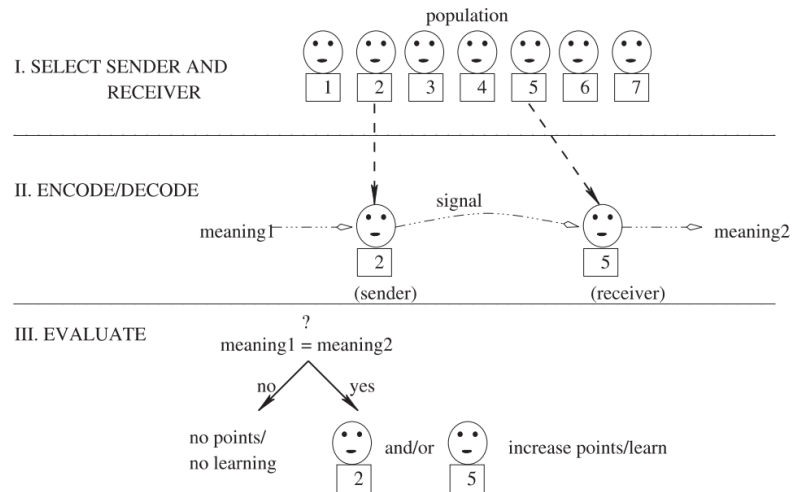 population
I. SELECT SENDER AND
RECEIVER
1 2 3 4 5 6 7
II. ENCODE/DECODE
signal
meaning1
meaning2
2 5
(sender) (receiver)
III. EVALUATE
?
meaning1 = meaning2
no yes
no points/
no learning
and/or
increase points/learn
2 5